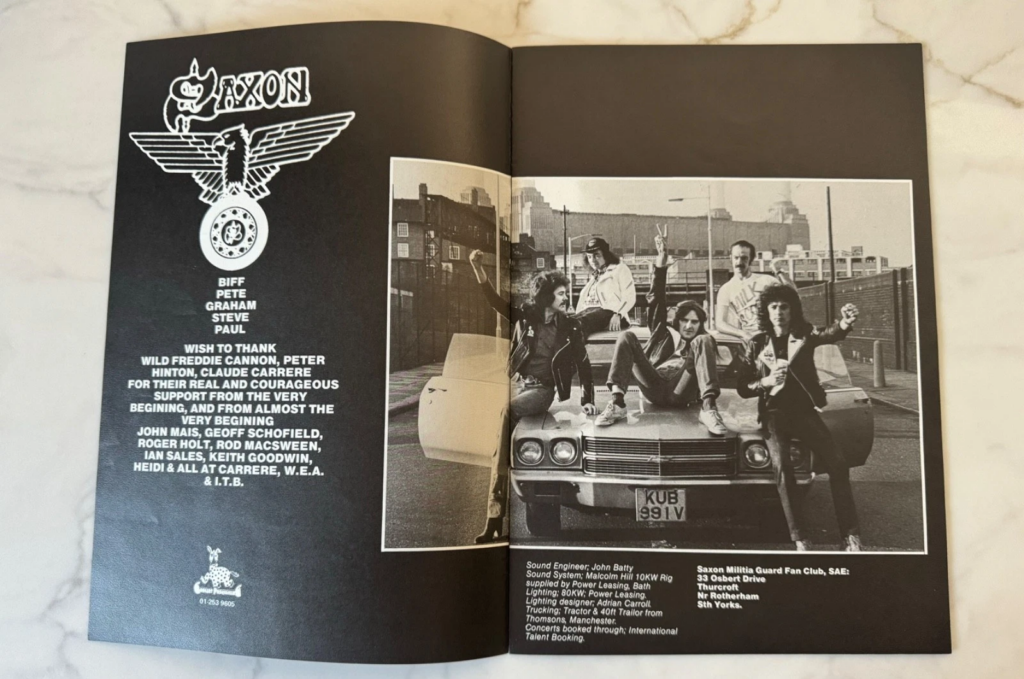 SAXON
BIFF
PETE
GRAHAM
STEVE
PAUL
WISH TO THANK
WILD FREDDIE CANNON, PETER
HINTON, CLAUDE CARRERE
FOR THEIR REAL AND COURAGEOUS
SUPPORT FROM THE VERY
BEGINING, AND FROM ALMOST THE
VERY BEGINING
JOHN MAIS, GEOFF SCHOFIELD,
ROGER HOLT, ROD MACSWEEN,
IAN SALES, KEITH GOODWIN,
HEIDI & ALL AT CARRERE, W.E.A.
& I.T.B.
01-253 9605
KUB
991V
Sound Engineer; John Batty
Sound System; Malcolm Hill 10KW Rig
supplied by Power Leasing, Bath
Lighting; 80KW; Power Leasing.
Lighting designer; Adrian Carroll.
Trucking; Tractor & 40ft Trailor from
Thomsons, Manchester.
Concerts booked through; International
Talent Booking.
Saxon Militia Guard Fan Club, SAE:
33 Osbert Drive
Thurcroft
Nr Rotherham
Sth Yorks.